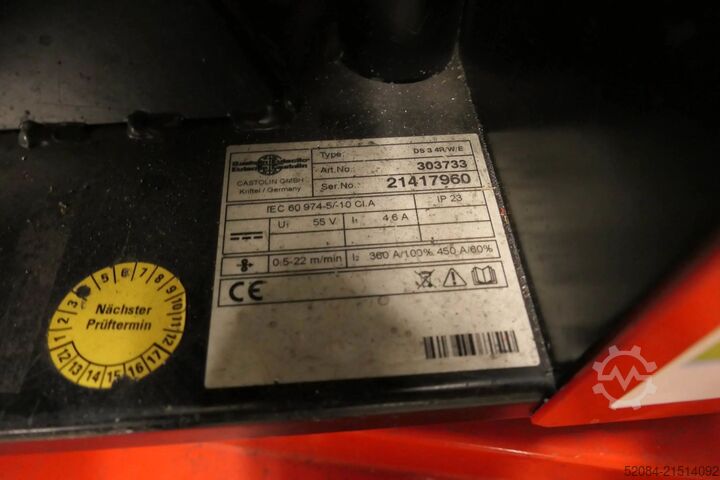 Type: DS 3 4R/W/E
Art.No. 303733
CASTOLIN GMBH
Kriftel / Germany
Ser.No.: 21417960
IEC 60 974-5/-10 Cl.A IP 23
U1 55 V I1 4,6 A
0.5-22 m/min I2 360 A/100% 450 A/60%
CE
1 2 3 5 6 7 8 9 10 11 12
Nächster
Prüftermin
12 13 14 15 16 17 21
52084-21514092